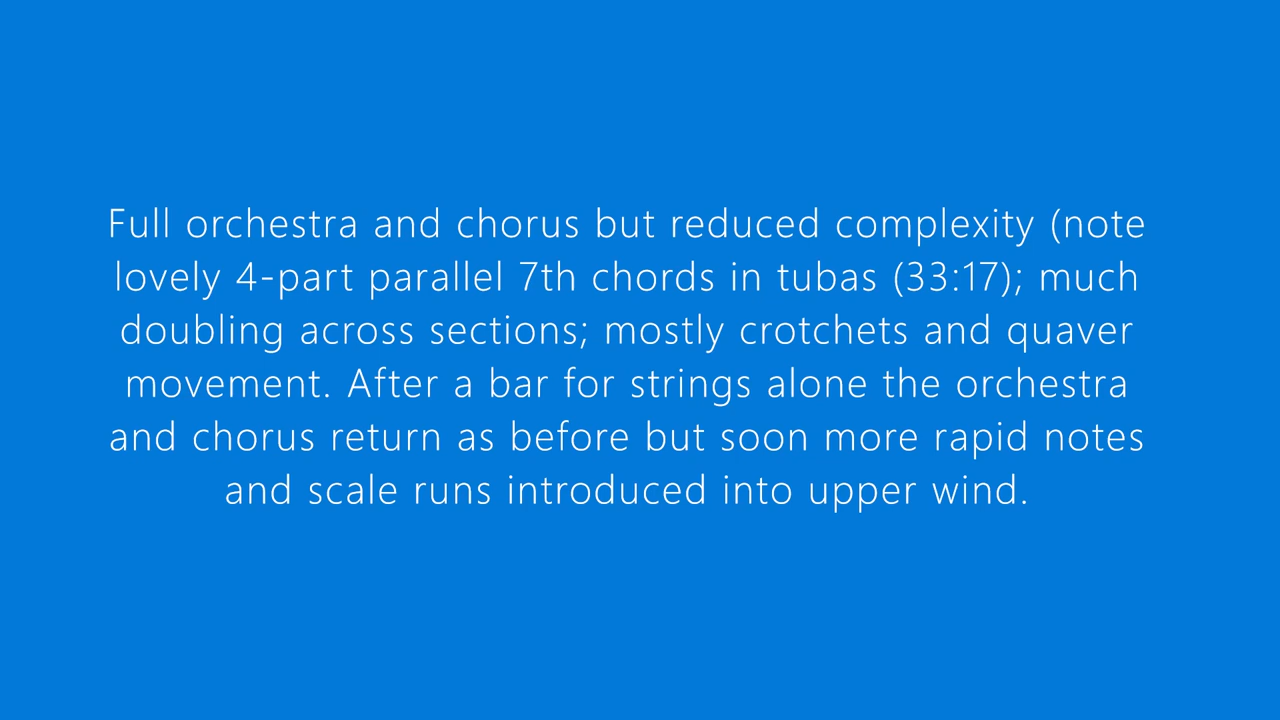 Full orchestra and chorus but reduced complexity (note
lovely 4-part parallel 7th chords in tubas (33:17); much
doubling across sections; mostly crotchets and quaver
movement. After a bar for strings alone the orchestra
and chorus return as before but soon more rapid notes
and scale runs introduced into upper wind.